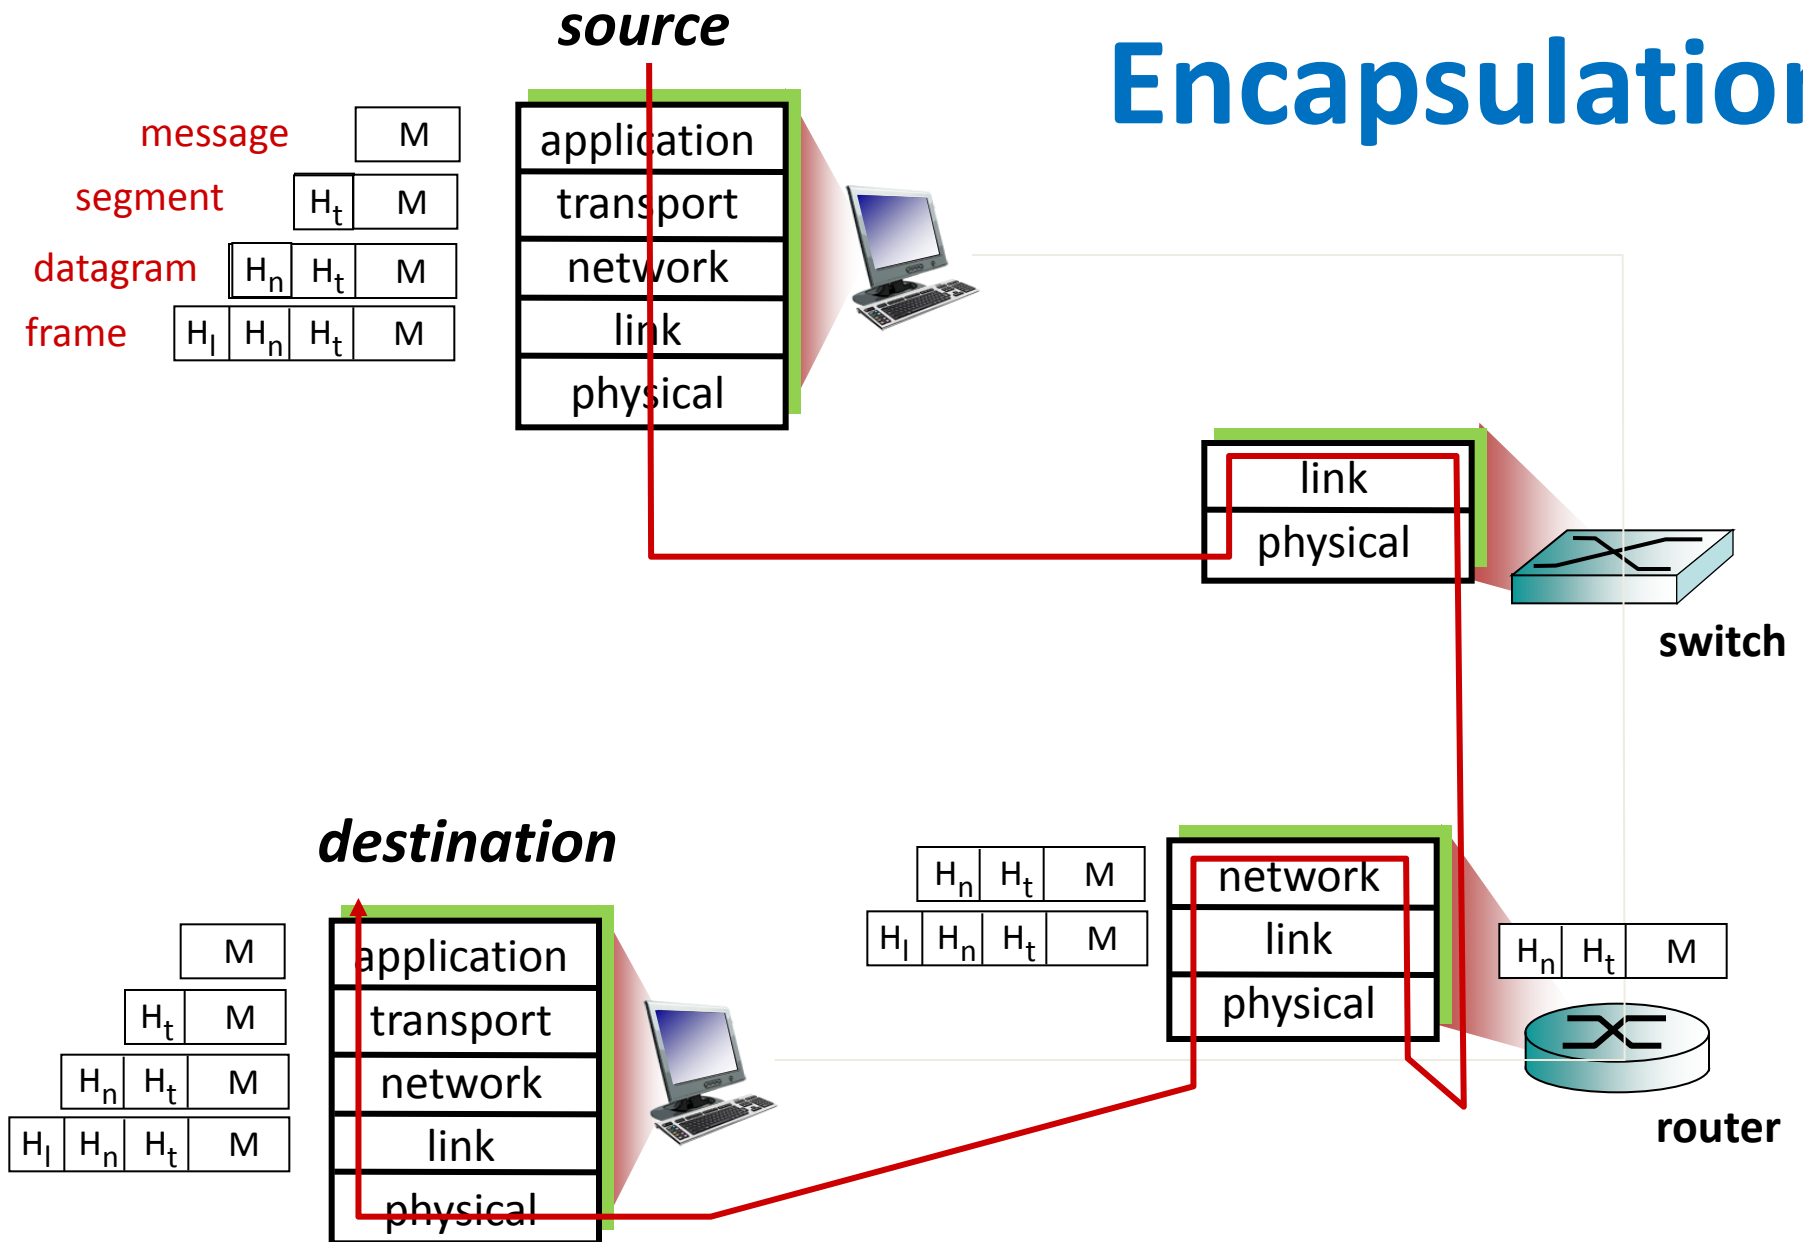 source
Encapsulation
message M application
segment Ht M transport
datagram Hn Ht M network
frame Hl Hn Ht M link
physical
link
physical
switch
destination
Hn Ht M network
Hl Hn Ht M link
Hn Ht M
physical
router
M application
Ht M transport
Hn Ht M network
Hl Hn Ht M link
physical